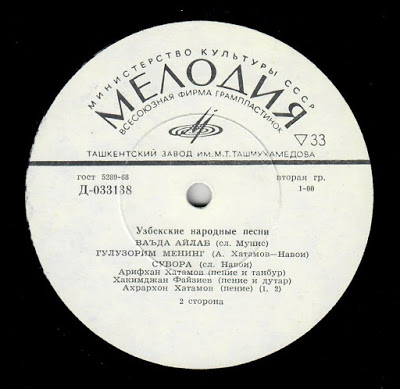 МИНИСТЕРСТВО КУЛЬТУРЫ СССР
МЕЛОДИЯ
ВСЕСОЮЗНАЯ ФИРМА ГРАМПЛАСТИНОК
▽33
ТАШКЕНТСКИЙ ЗАВОД ИМ. М.Т. ТАШМУХАМЕДОВА
гост 5289-68
вторая гр.
Д-033138
1-00
Узбекские народные песни
ВАЪДА АЙЛАБ (сл. Мунис)
ГУЛУЗОРИМ МЕНИНГ (А. Хатамов—Навои)
СУВОРА (сл. Навои)
Арифхан Хатамов (пение и танбур)
Хакимджан Файзиев (пение и дутар)
Ахрархон Хатамов (пение) (1, 2)
2 сторона